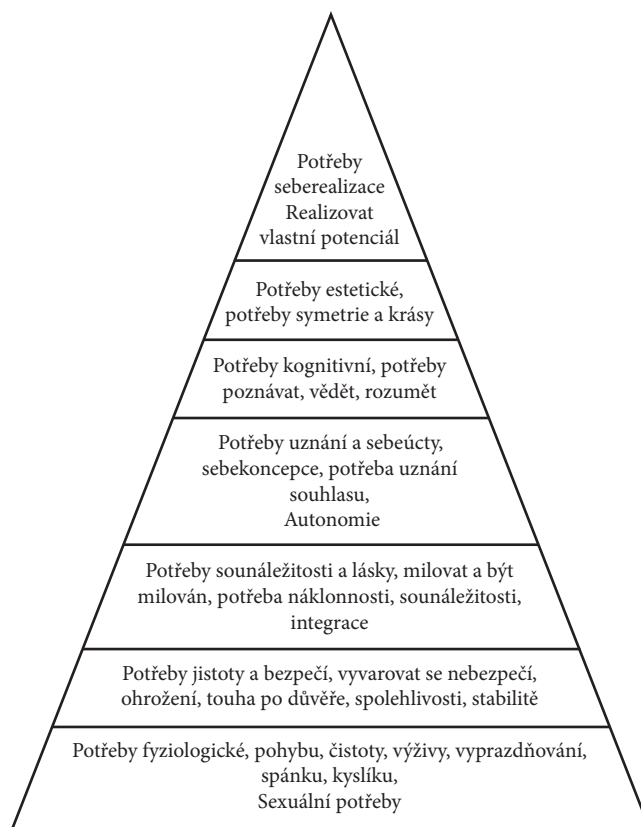 Potřeby
seberealizace
Realizovat
vlastní potenciál
Potřeby estetické,
potřeby symetrie a krásy
Potřeby kognitivní, potřeby
poznávat, vědět, rozumět
Potřeby uznání a sebeúcty,
sebekoncepce, potřeba uznání
souhlasu,
Autonomie
Potřeby sounáležitosti a lásky, milovat a být
milován, potřeba náklonnosti, sounáležitosti,
integrace
Potřeby jistoty a bezpečí, vyvarovat se nebezpečí,
ohrožení, touha po důvěře, spolehlivosti, stabilitě
Potřeby fyziologické, pohybu, čistoty, výživy, vyprazdňování,
spánku, kyslíku,
Sexuální potřeby